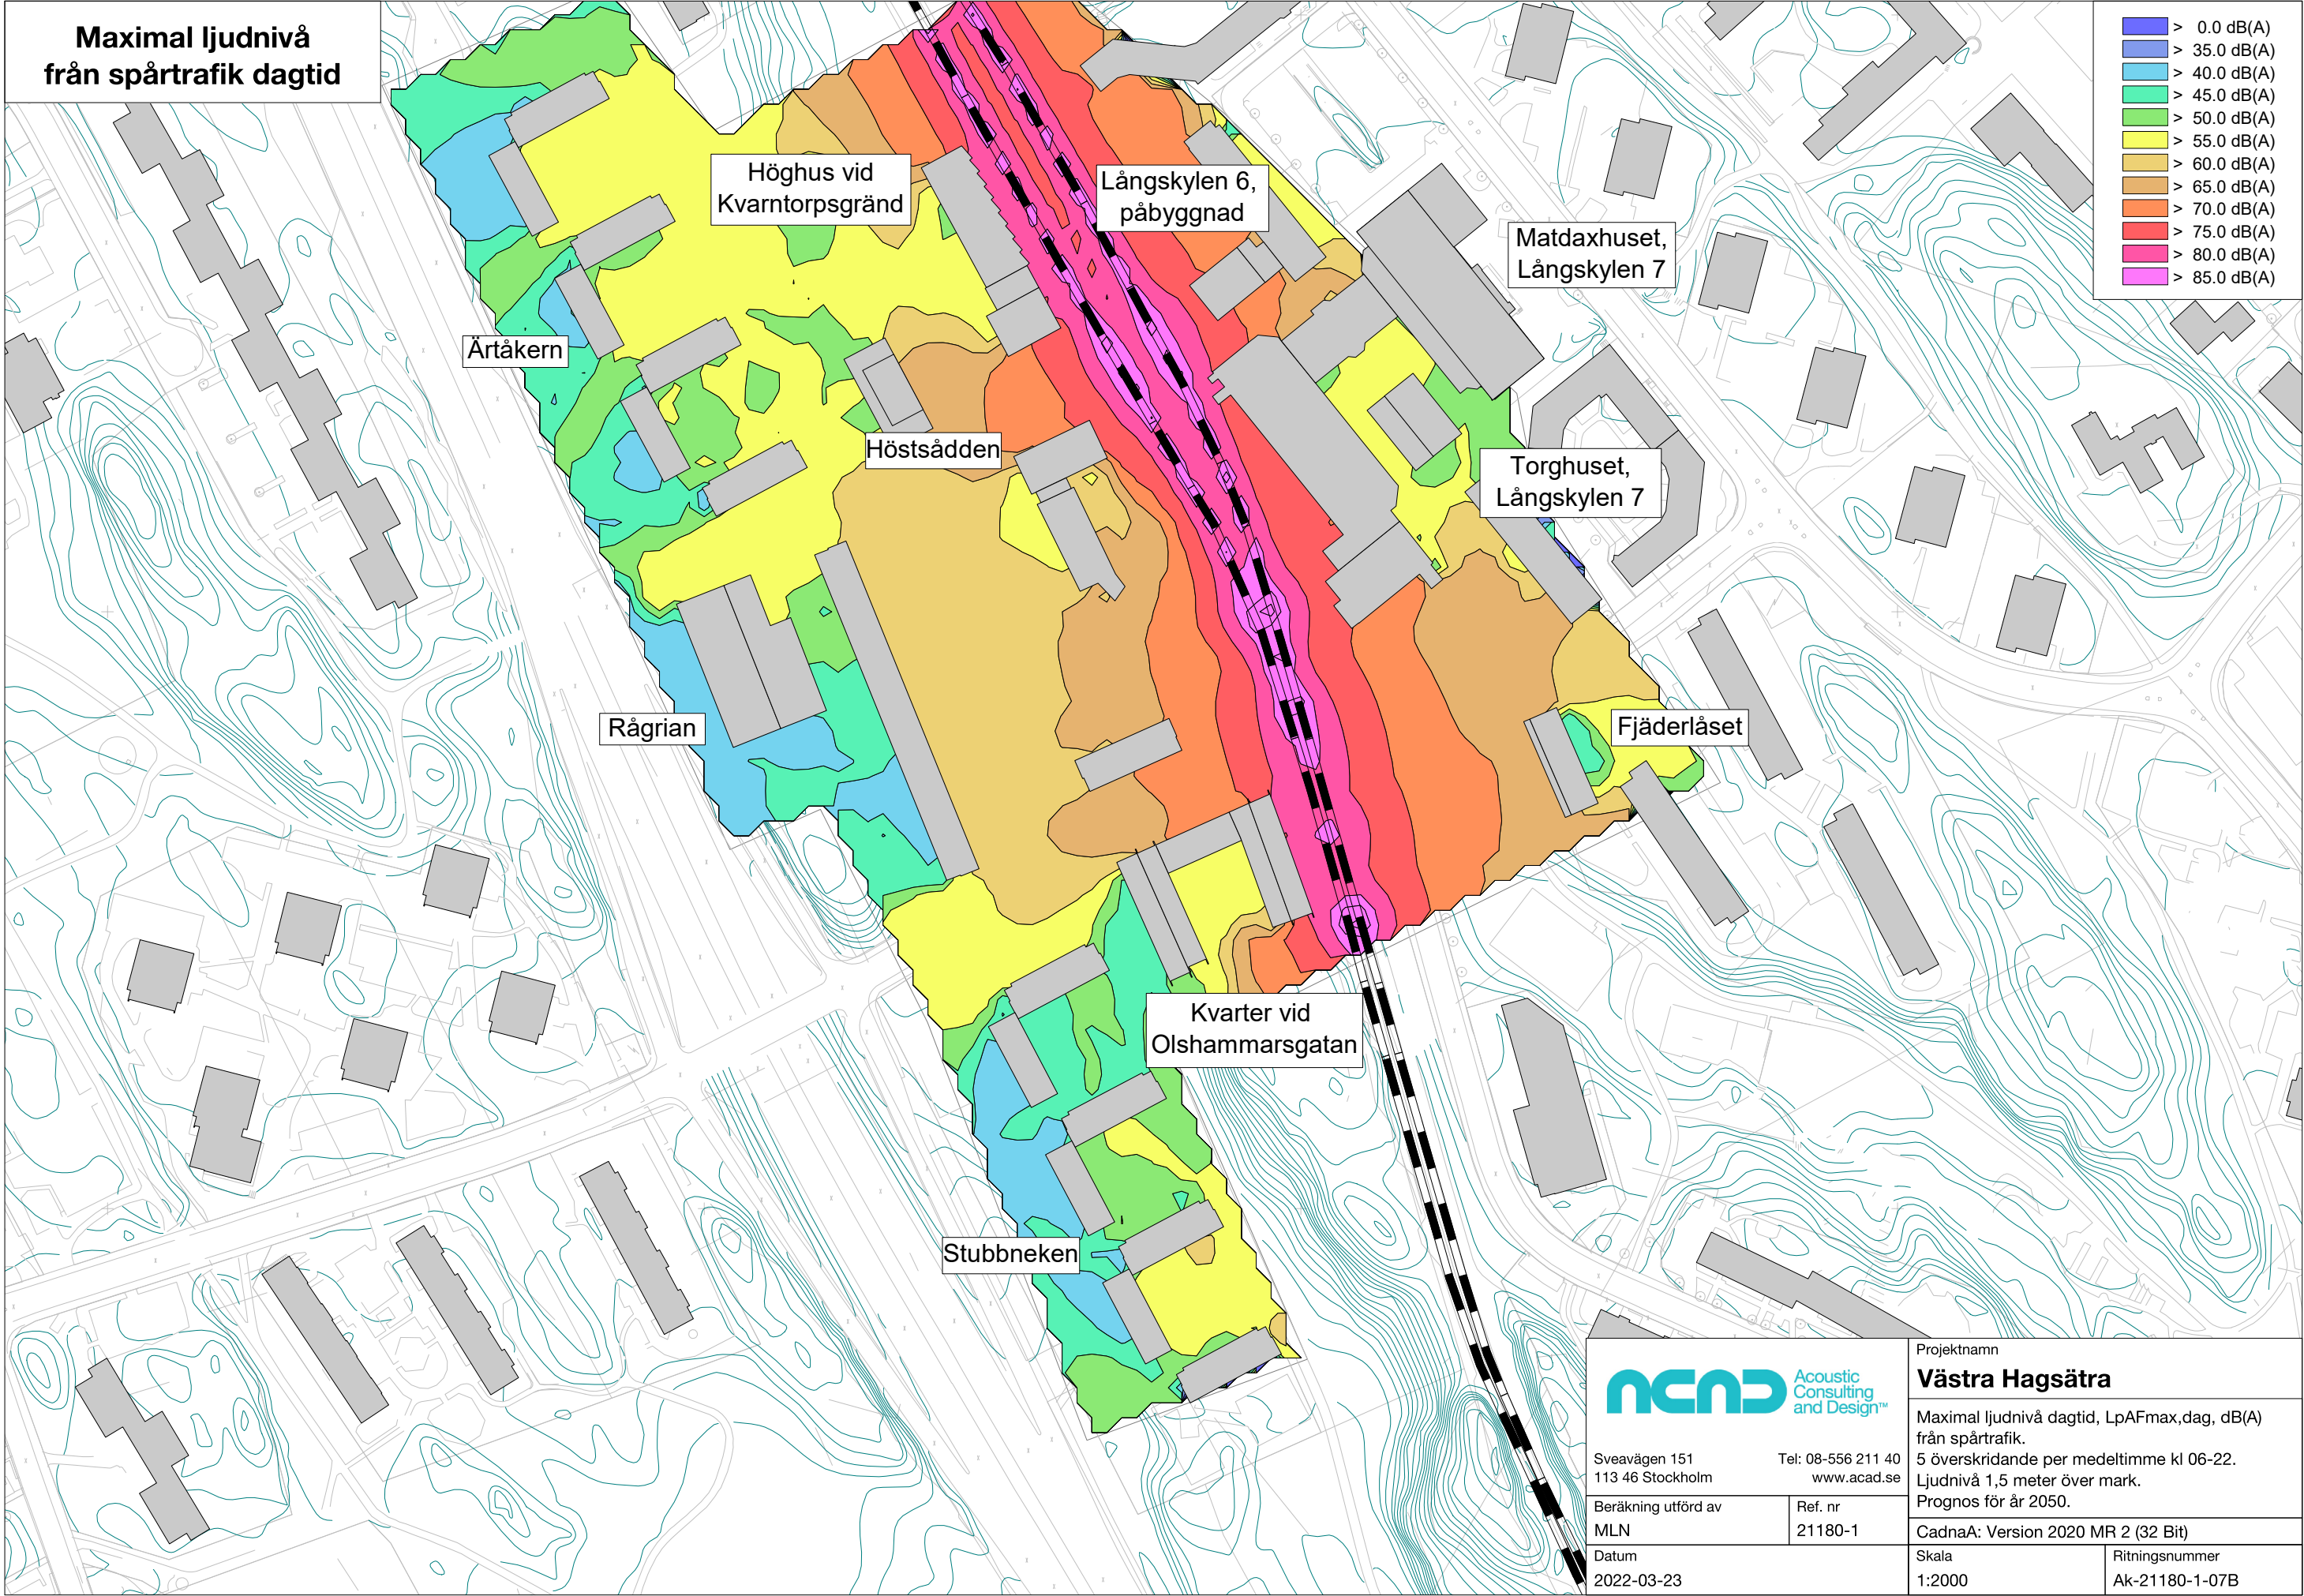 Maximal ljudnivå
från spårtrafik dagtid
> 0.0 dB(A)
> 35.0 dB(A)
> 40.0 dB(A)
> 45.0 dB(A)
> 50.0 dB(A)
> 55.0 dB(A)
> 60.0 dB(A)
> 65.0 dB(A)
> 70.0 dB(A)
> 75.0 dB(A)
> 80.0 dB(A)
> 85.0 dB(A)
Höghus vid
Kvarntorpsgränd
Långskylen 6,
påbyggnad
Matdaxhuset,
Långskylen 7
Ärtåkern
Höstsådden
Torghuset,
Långskylen 7
Rågrian
Fjäderlåset
Kvarter vid
Olshammarsgatan
Stubbneken
ACAD
Acoustic
Consulting
and Design™
Sveavägen 151
113 46 Stockholm
Tel: 08-556 211 40
www.acad.se
Beräkning utförd av
MLN
Ref. nr
21180-1
Datum
2022-03-23
Projektnamn
Västra Hagsätra
Maximal ljudnivå dagtid, LpAFmax,dag, dB(A)
från spårtrafik.
5 överskridande per medeltimme kl 06-22.
Ljudnivå 1,5 meter över mark.
Prognos för år 2050.
CadnaA: Version 2020 MR 2 (32 Bit)
Skala
1:2000
Ritningsnummer
Ak-21180-1-07B